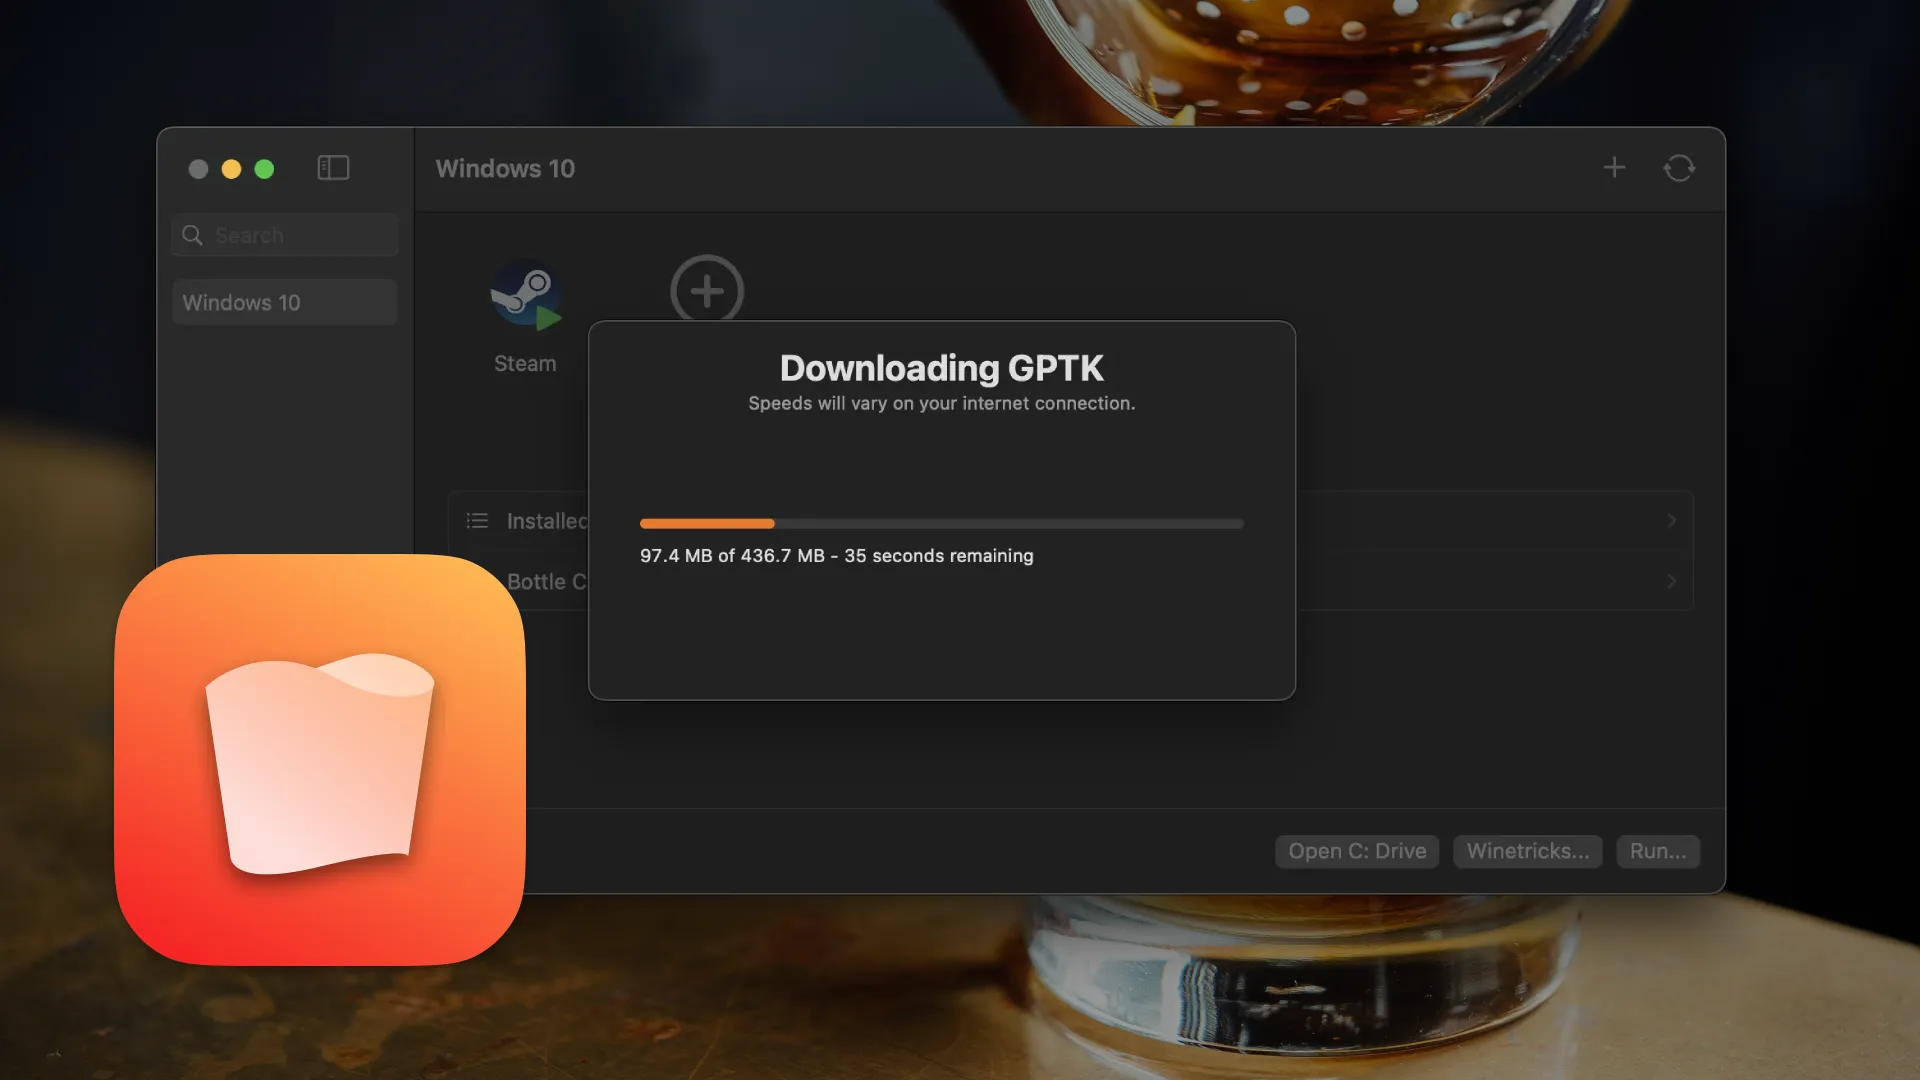 Windows 10
Search
Windows 10
Steam
Downloading GPTK
Speeds will vary on your internet connection.
Installed
97.4 MB of 436.7 MB - 35 seconds remaining
Bottle C
Open C: Drive
Winetricks...
Run...